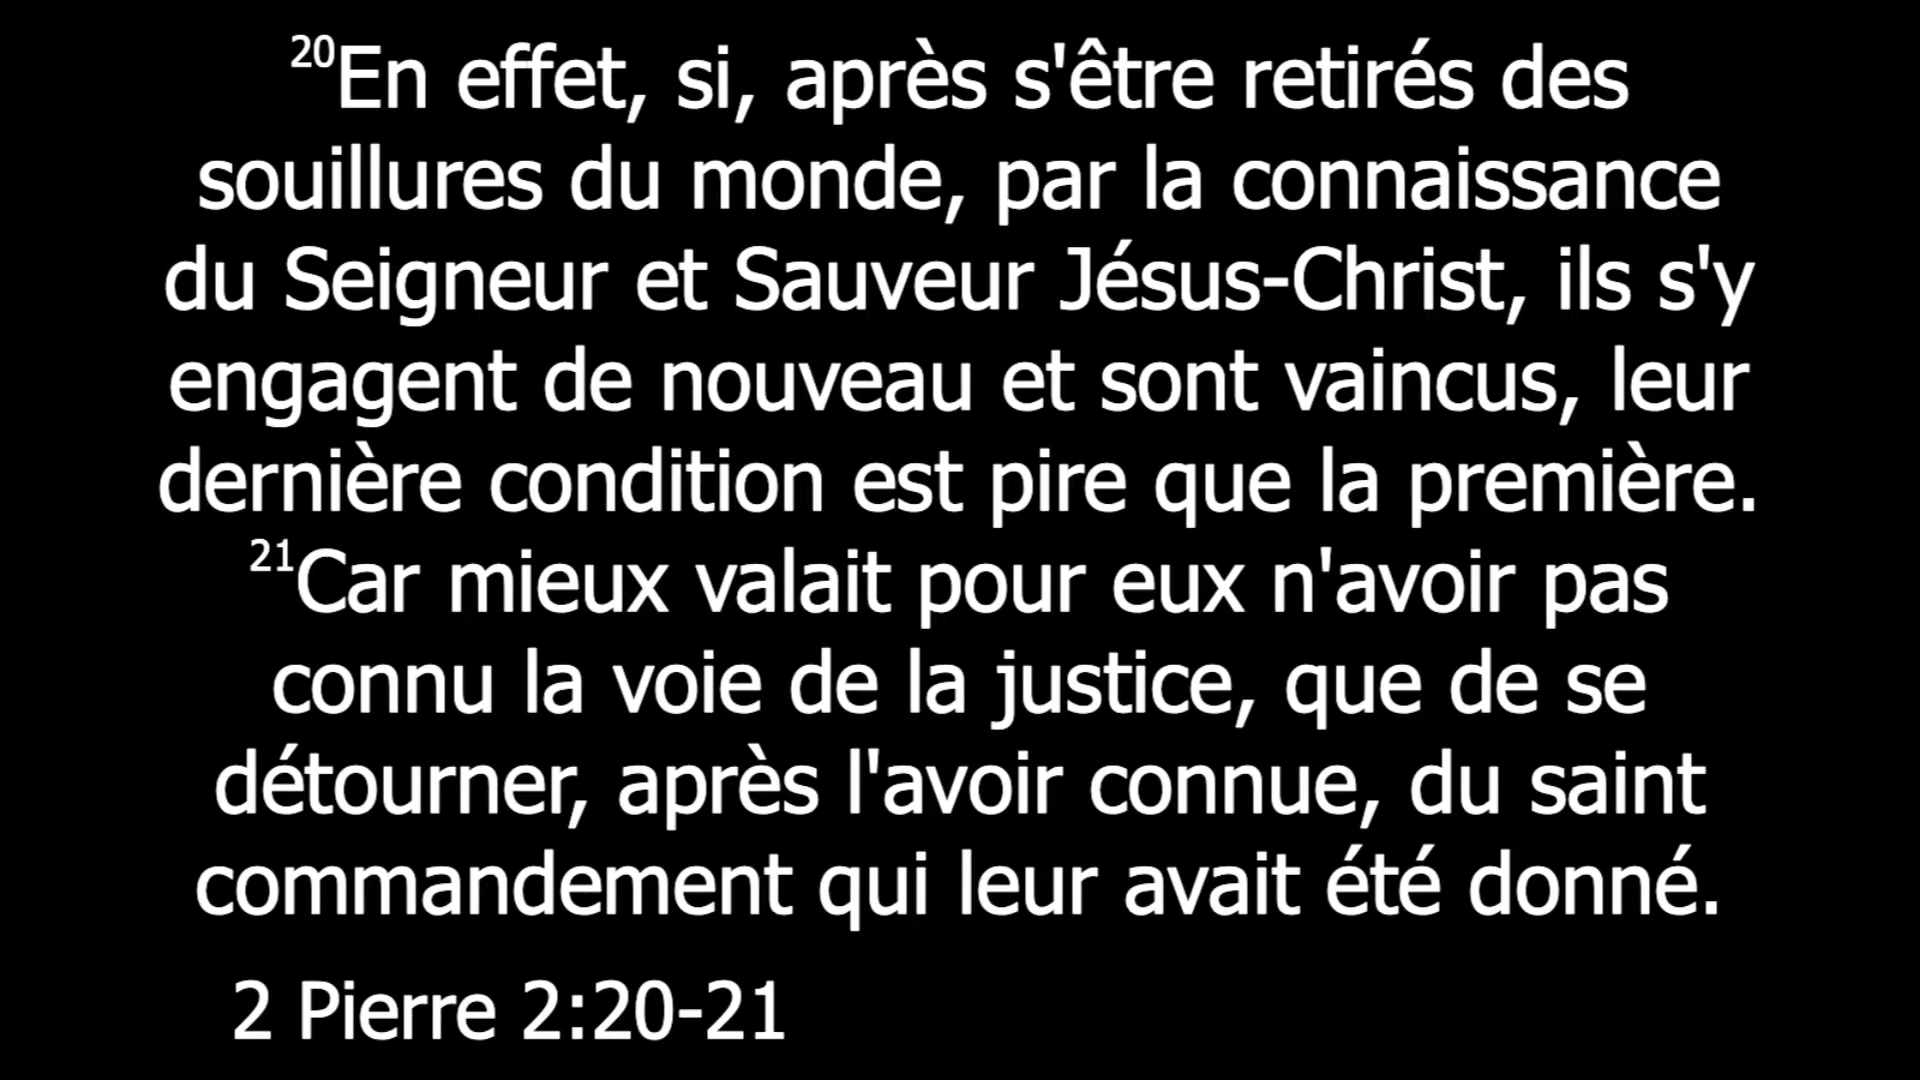 20En effet, si, après s'être retirés des
souillures du monde, par la connaissance
du Seigneur et Sauveur Jésus-Christ, ils s'y
engagent de nouveau et sont vaincus, leur
dernière condition est pire que la première.
21Car mieux valait pour eux n'avoir pas
connu la voie de la justice, que de se
détourner, après l'avoir connue, du saint
commandement qui leur avait été donné.
2 Pierre 2:20-21